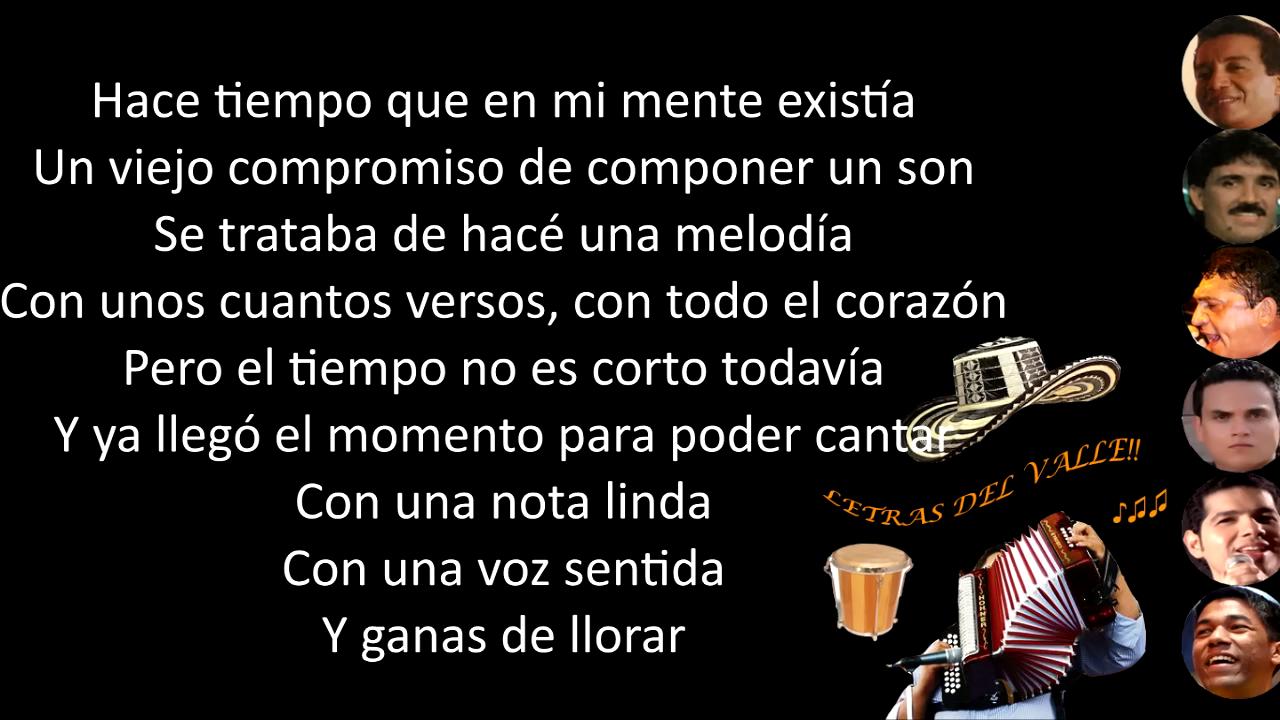 Hace tiempo que en mi mente existía
Un viejo compromiso de componer un son
Se trataba de hacé una melodía
Con unos cuantos versos, con todo el corazón
Pero el tiempo no es corto todavía
Y ya llegó el momento para poder cantar
Con una nota linda
Con una voz sentida
Y ganas de llorar
LETRAS DEL VALLE!!
HOHNER